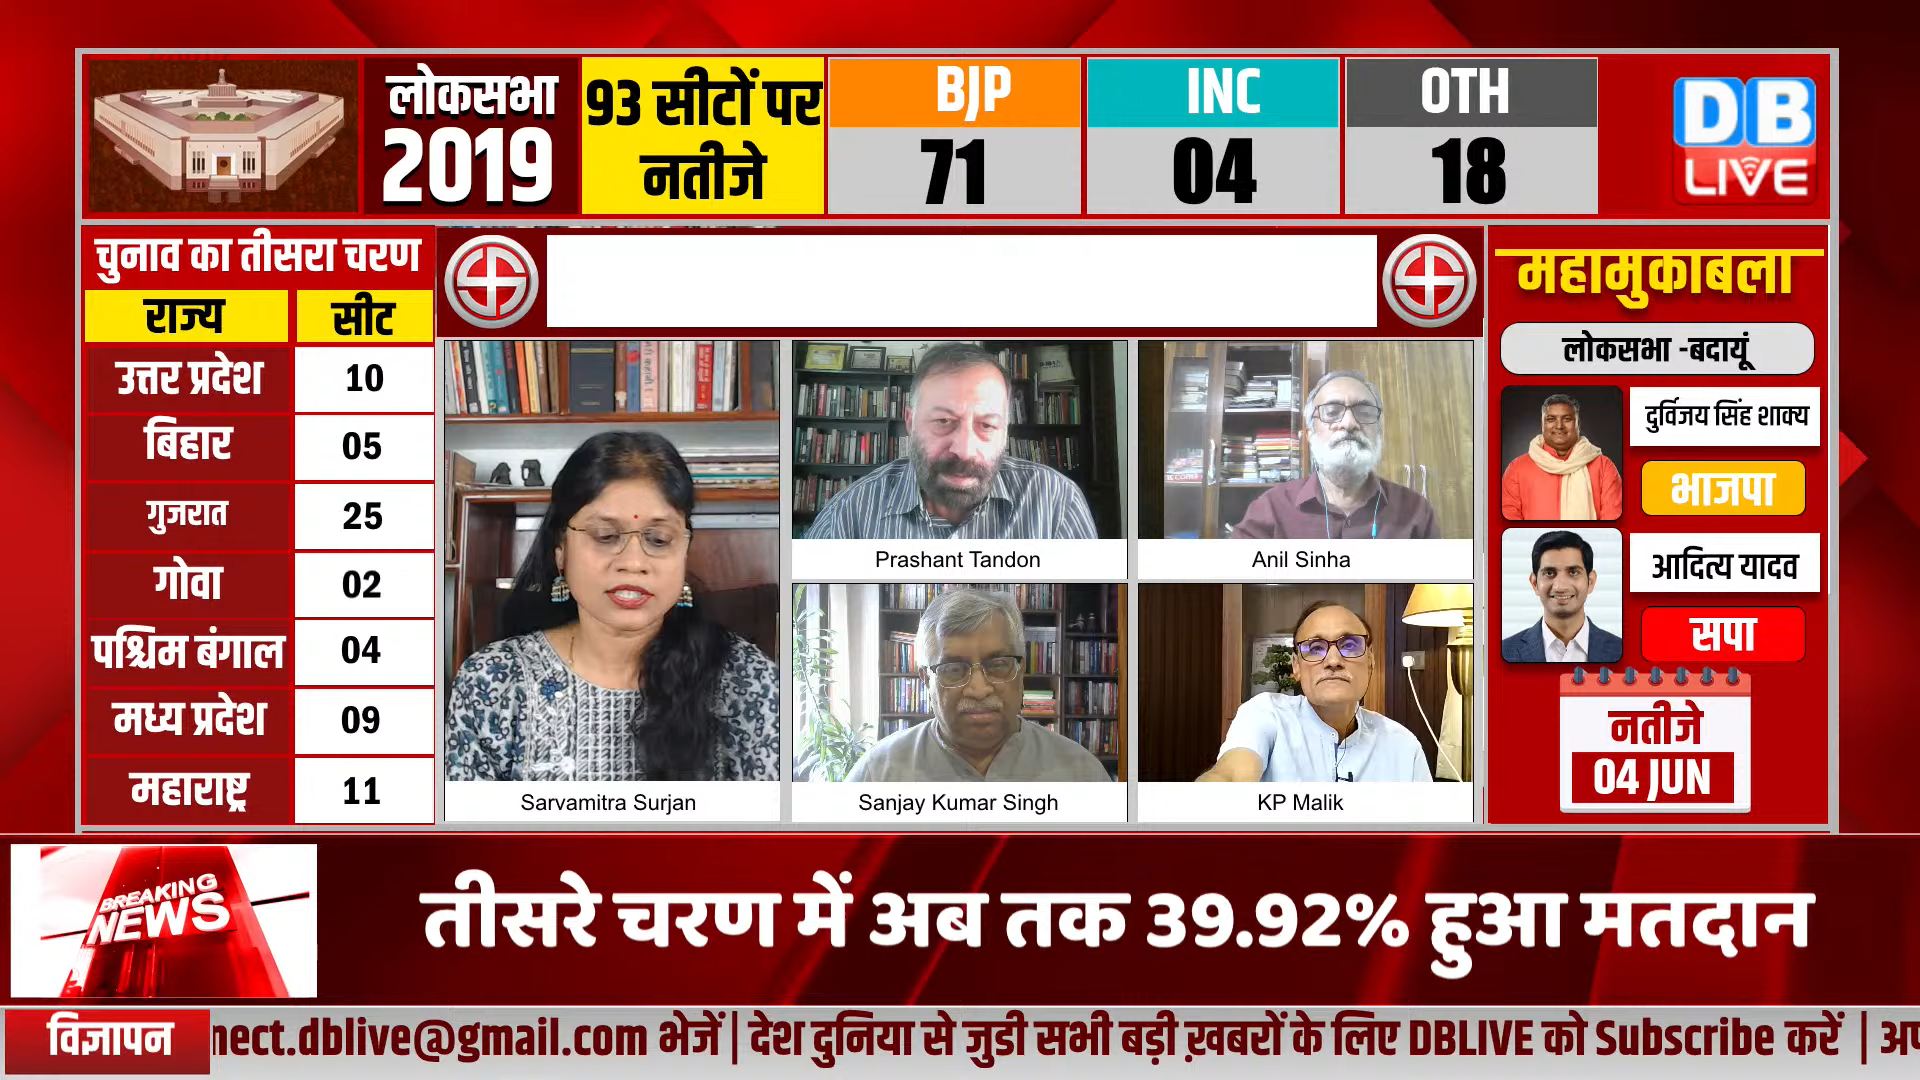 लोकसभा
2019
93 सीटों पर
नतीजे
BJP
71
INC
04
OTH
18
DB
LIVE
चुनाव का तीसरा चरण
राज्य सीट
उत्तर प्रदेश 10
बिहार 05
गुजरात 25
गोवा 02
पश्चिम बंगाल 04
मध्य प्रदेश 09
महाराष्ट्र 11
Sarvamitra Surjan
Prashant Tandon
Anil Sinha
Sanjay Kumar Singh
KP Malik
महामुकाबला
लोकसभा -बदायूं
दुर्विजय सिंह शाक्य
भाजपा
आदित्य यादव
सपा
नतीजे
04 JUN
BREAKING
NEWS
तीसरे चरण में अब तक 39.92% हुआ मतदान
विज्ञापन
nect.dblive@gmail.com भेजें | देश दुनिया से जुडी सभी बड़ी ख़बरों के लिए DBLIVE को Subscribe करें |